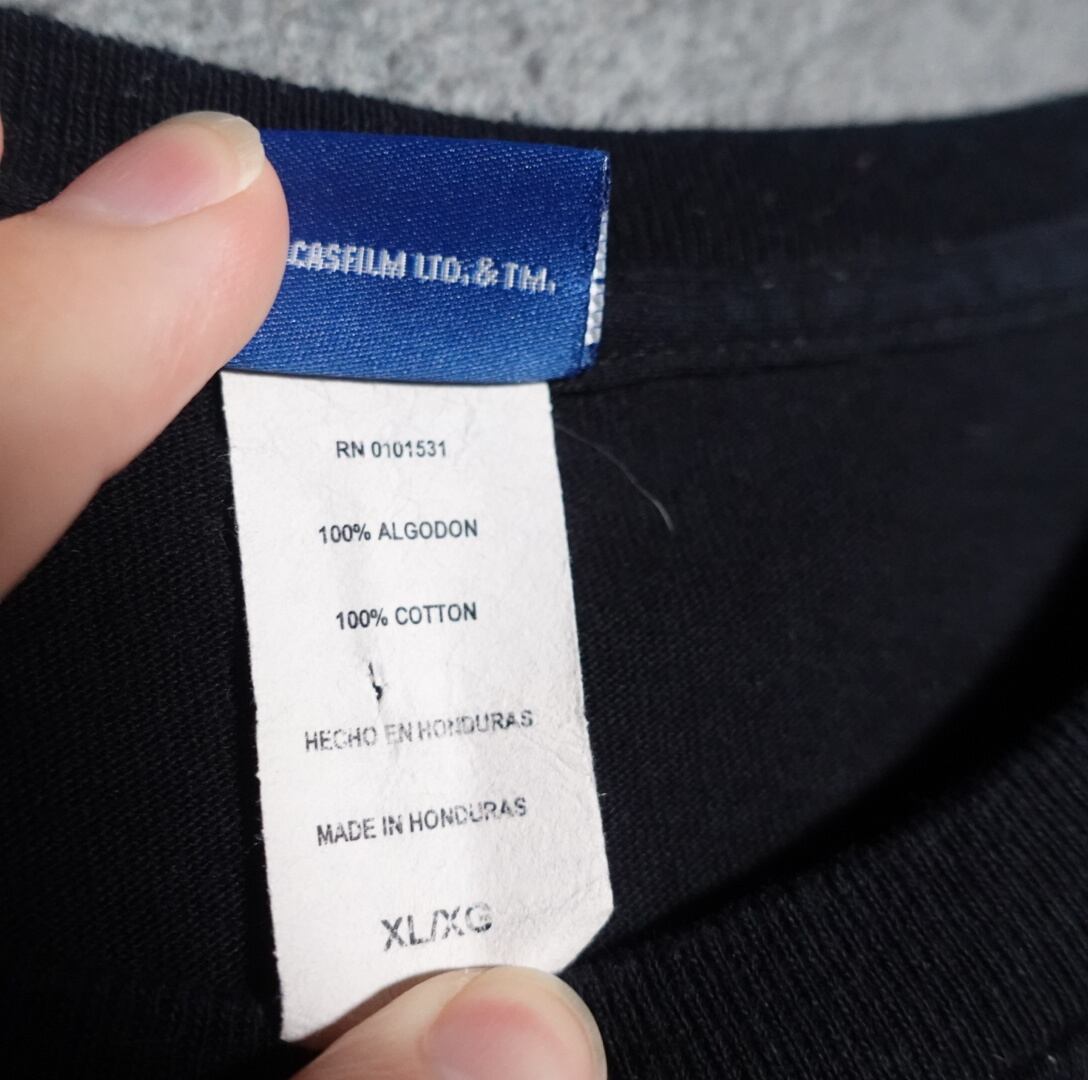 CASFILM LTD. & TM.
RN 0101531
100% ALGODON
100% COTTON
HECHO EN HONDURAS
MADE IN HONDURAS
XL/XG